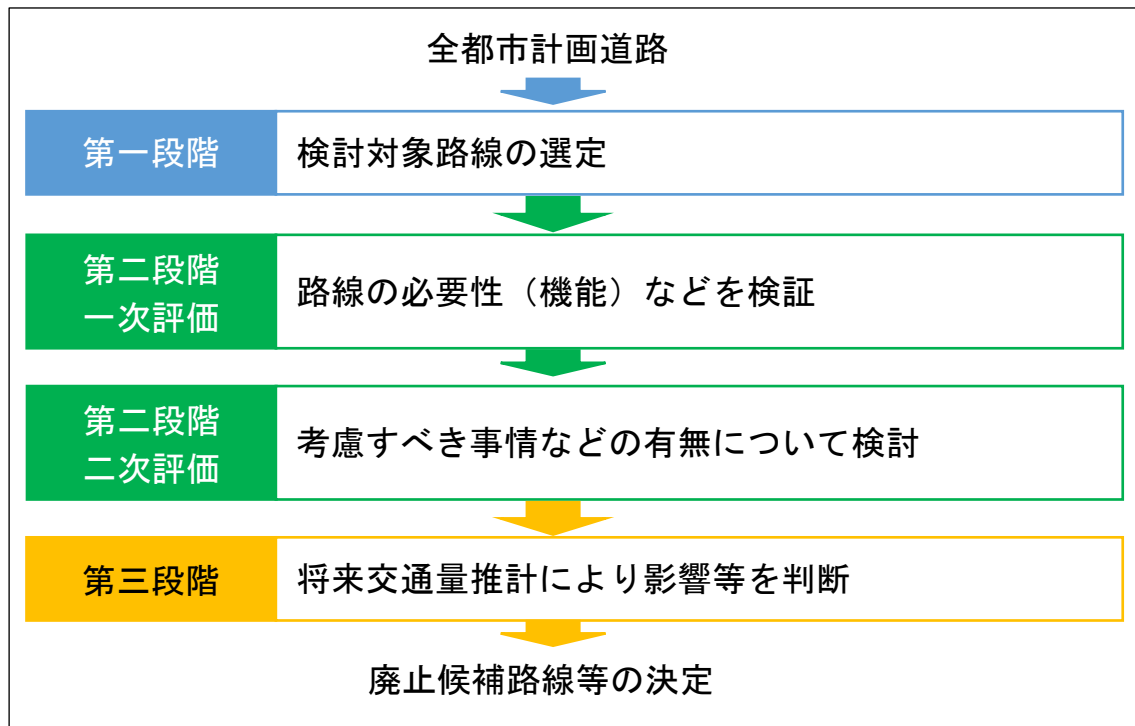 全都市計画道路
第一段階
検討対象路線の選定
第二段階
一次評価
路線の必要性（機能）などを検証
第二段階
二次評価
考慮すべき事情などの有無について検討
第三段階
将来交通量推計により影響等を判断
廃止候補路線等の決定